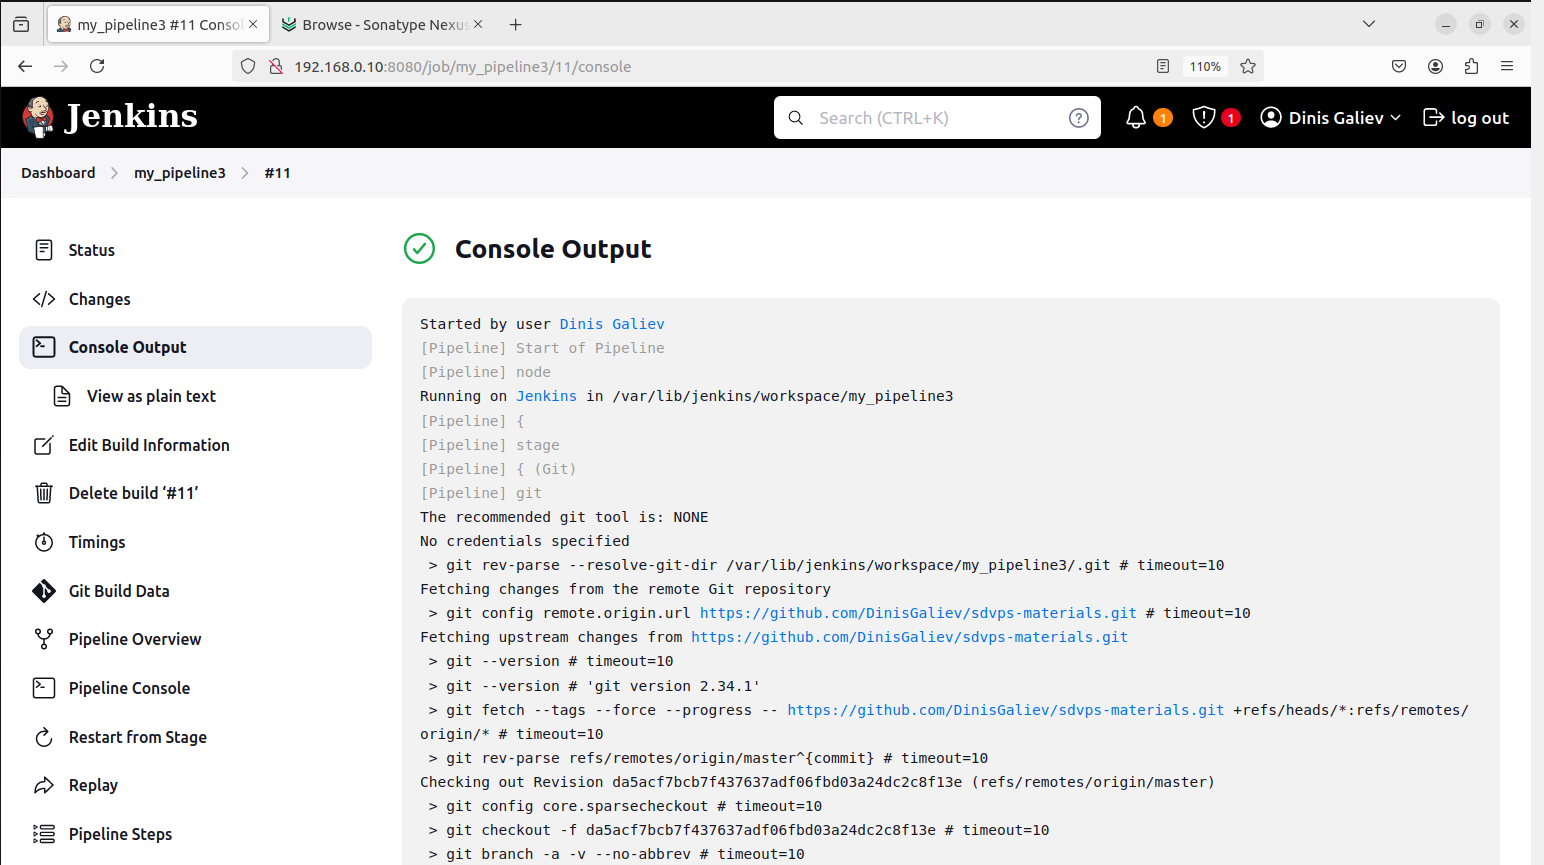 my_pipeline3 #11 Conso
Browse - Sonatype Nexus
192.168.0.10:8080/job/my_pipeline3/11/console
110%
Jenkins
Search (CTRL+K)
1
1
Dinis Galiev
log out
Dashboard
my_pipeline3
#11
Status
Changes
Console Output
View as plain text
Edit Build Information
Delete build ‘#11’
Timings
Git Build Data
Pipeline Overview
Pipeline Console
Restart from Stage
Replay
Pipeline Steps
Console Output
Started by user Dinis Galiev
[Pipeline] Start of Pipeline
[Pipeline] node
Running on Jenkins in /var/lib/jenkins/workspace/my_pipeline3
[Pipeline] {
[Pipeline] stage
[Pipeline] { (Git)
[Pipeline] git
The recommended git tool is: NONE
No credentials specified
 > git rev-parse --resolve-git-dir /var/lib/jenkins/workspace/my_pipeline3/.git # timeout=10
Fetching changes from the remote Git repository
 > git config remote.origin.url https://github.com/DinisGaliev/sdvps-materials.git # timeout=10
Fetching upstream changes from https://github.com/DinisGaliev/sdvps-materials.git
 > git --version # timeout=10
 > git --version # 'git version 2.34.1'
 > git fetch --tags --force --progress -- https://github.com/DinisGaliev/sdvps-materials.git +refs/heads/*:refs/remotes/
origin/* # timeout=10
 > git rev-parse refs/remotes/origin/master^{commit} # timeout=10
Checking out Revision da5acf7bcb7f437637adf06fbd03a24dc2c8f13e (refs/remotes/origin/master)
 > git config core.sparsecheckout # timeout=10
 > git checkout -f da5acf7bcb7f437637adf06fbd03a24dc2c8f13e # timeout=10
 > git branch -a -v --no-abbrev # timeout=10